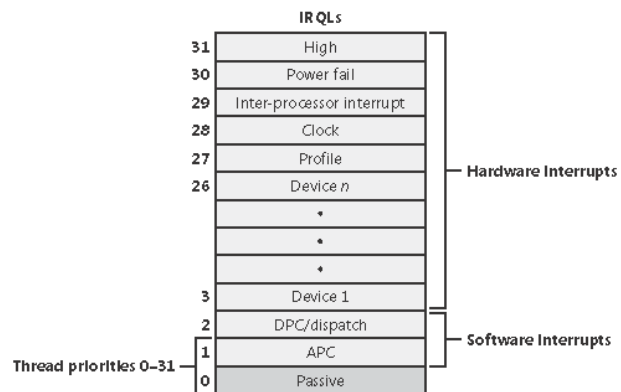 IRQLs
31 High
30 Power fail
29 Inter-processor interrupt
28 Clock
27 Profile
26 Device n
Hardware Interrupts
3 Device 1
2 DPC/dispatch
Software Interrupts
1 APC
Thread priorities 0–31
0 Passive